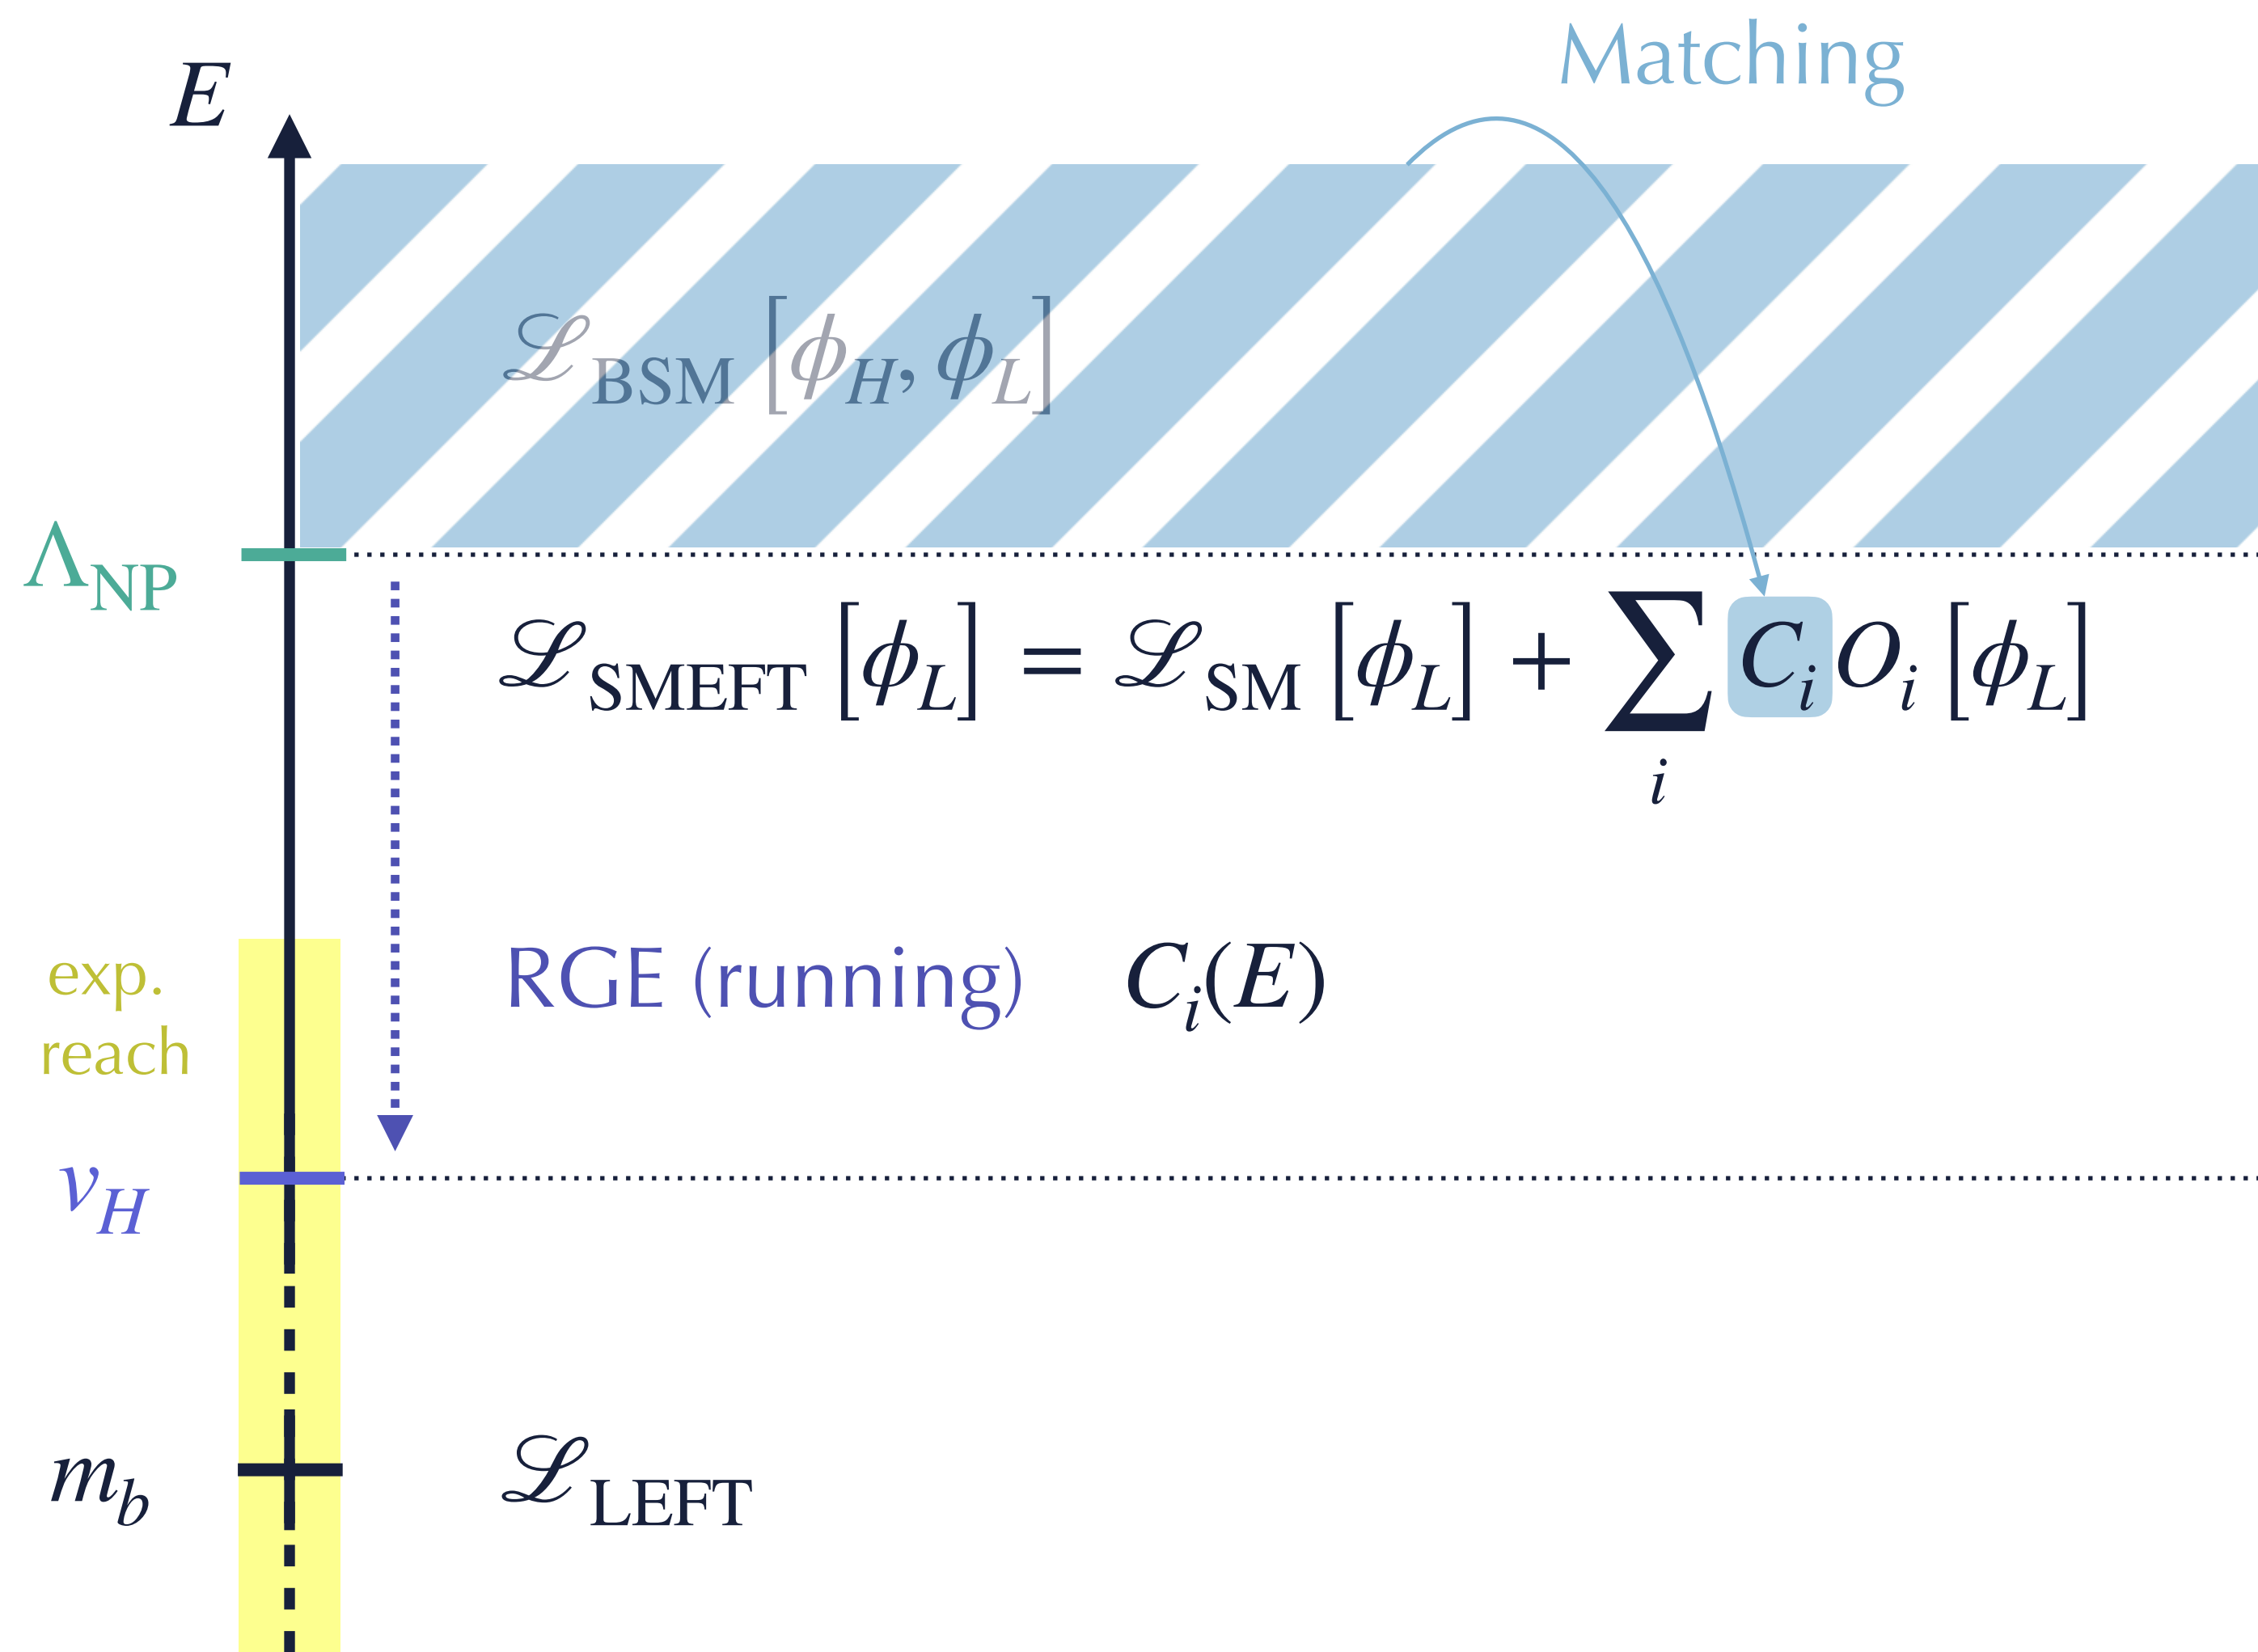 Matching
E
ℒ_BSM [ϕ_H, ϕ_L]
Λ_NP
ℒ_SMEFT [ϕ_L] = ℒ_SM [ϕ_L] + ∑_i C_i O_i [ϕ_L]
exp.
reach
RGE (running) C_i(E)
v_H
m_b
ℒ_LEFT